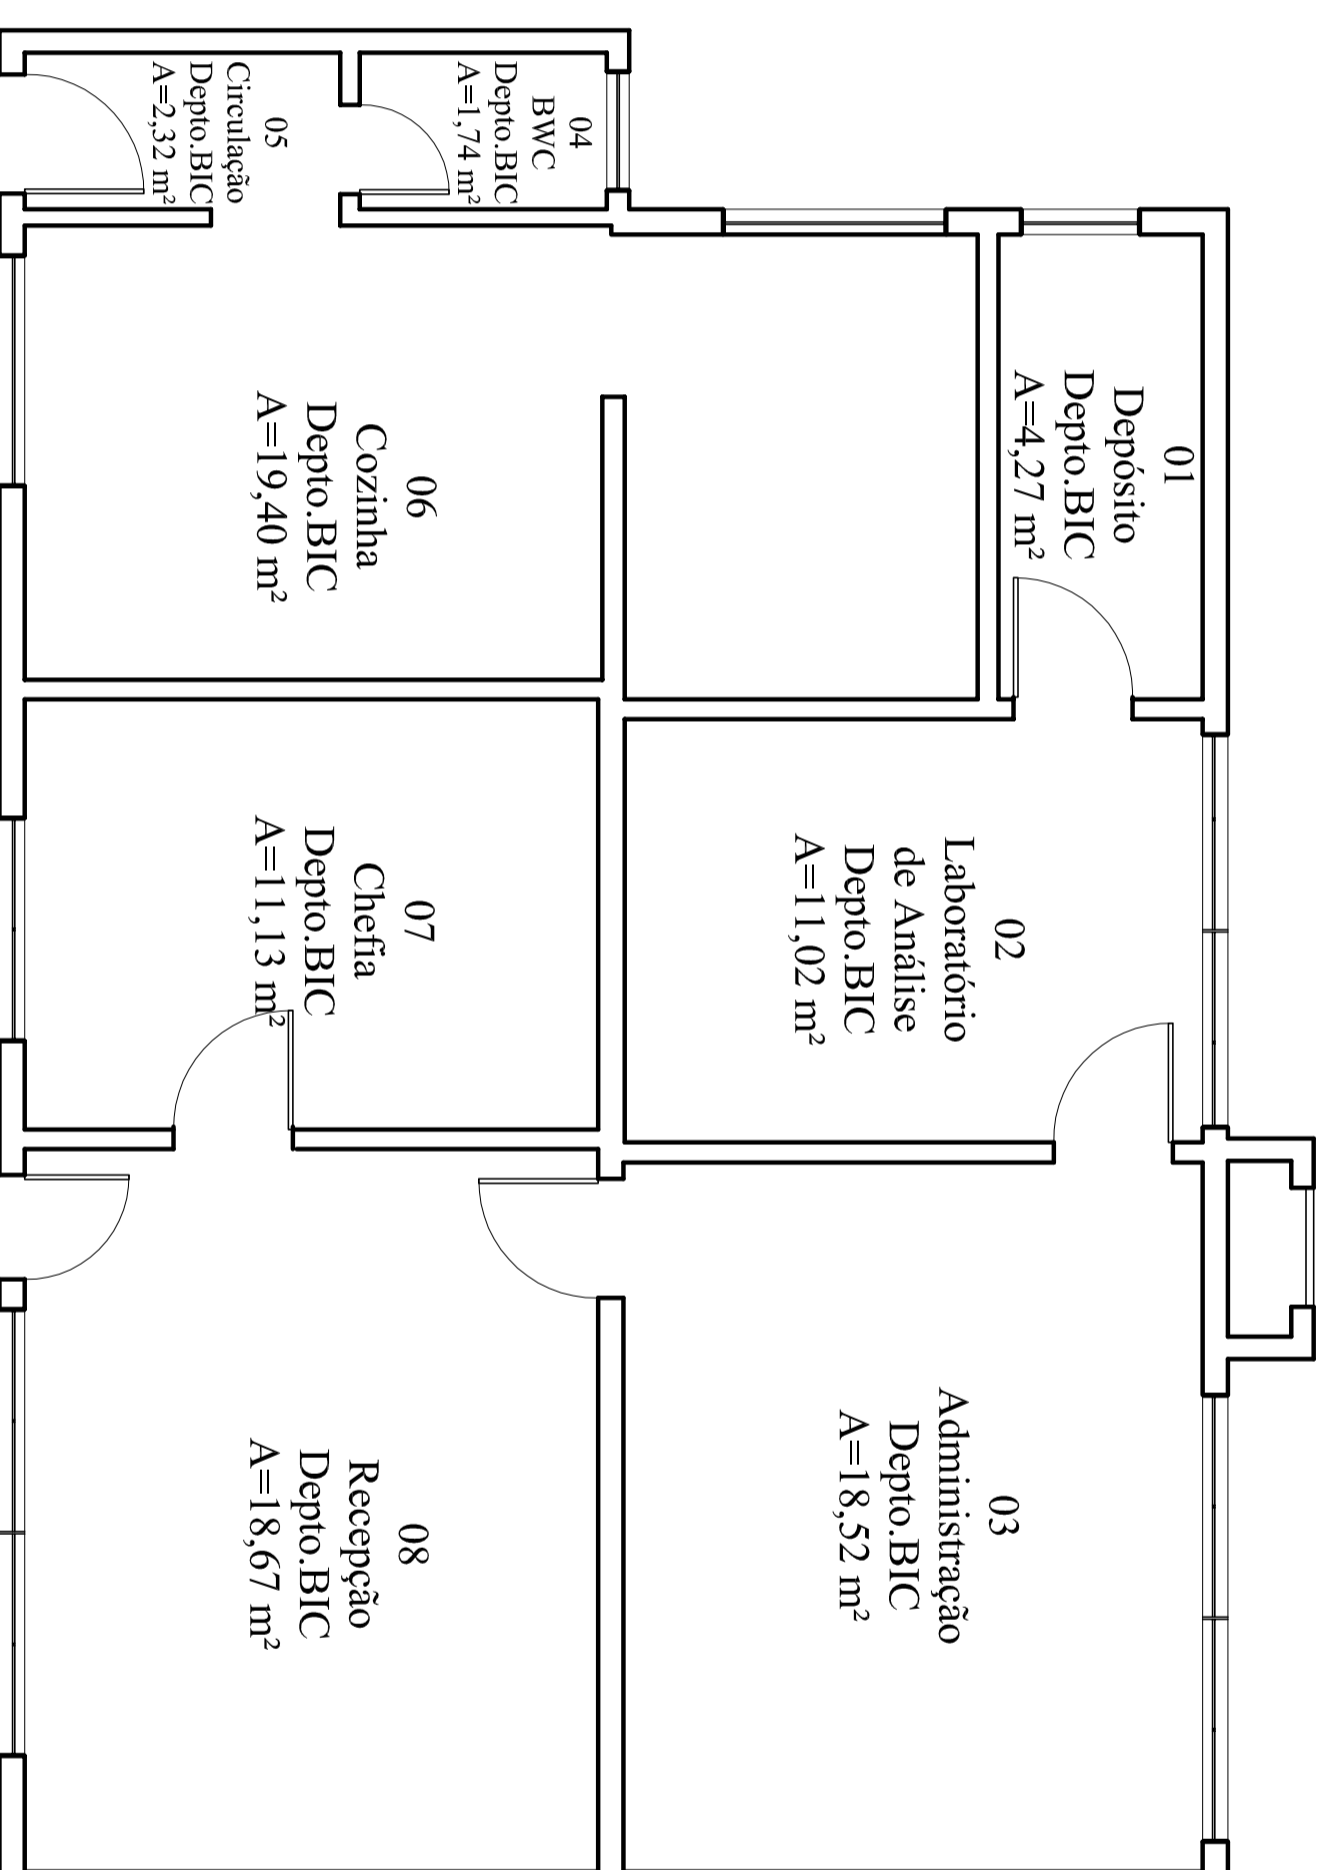 01
Depósito
Depto.BIC
A=4,27 m²
02
Laboratório
de Análise
Depto.BIC
A=11,02 m²
03
Administração
Depto.BIC
A=18,52 m²
04
BWC
Depto.BIC
A=1,74 m²
05
Circulação
Depto.BIC
A=2,32 m²
06
Cozinha
Depto.BIC
A=19,40 m²
07
Chefia
Depto.BIC
A=11,13 m²
08
Recepção
Depto.BIC
A=18,67 m²